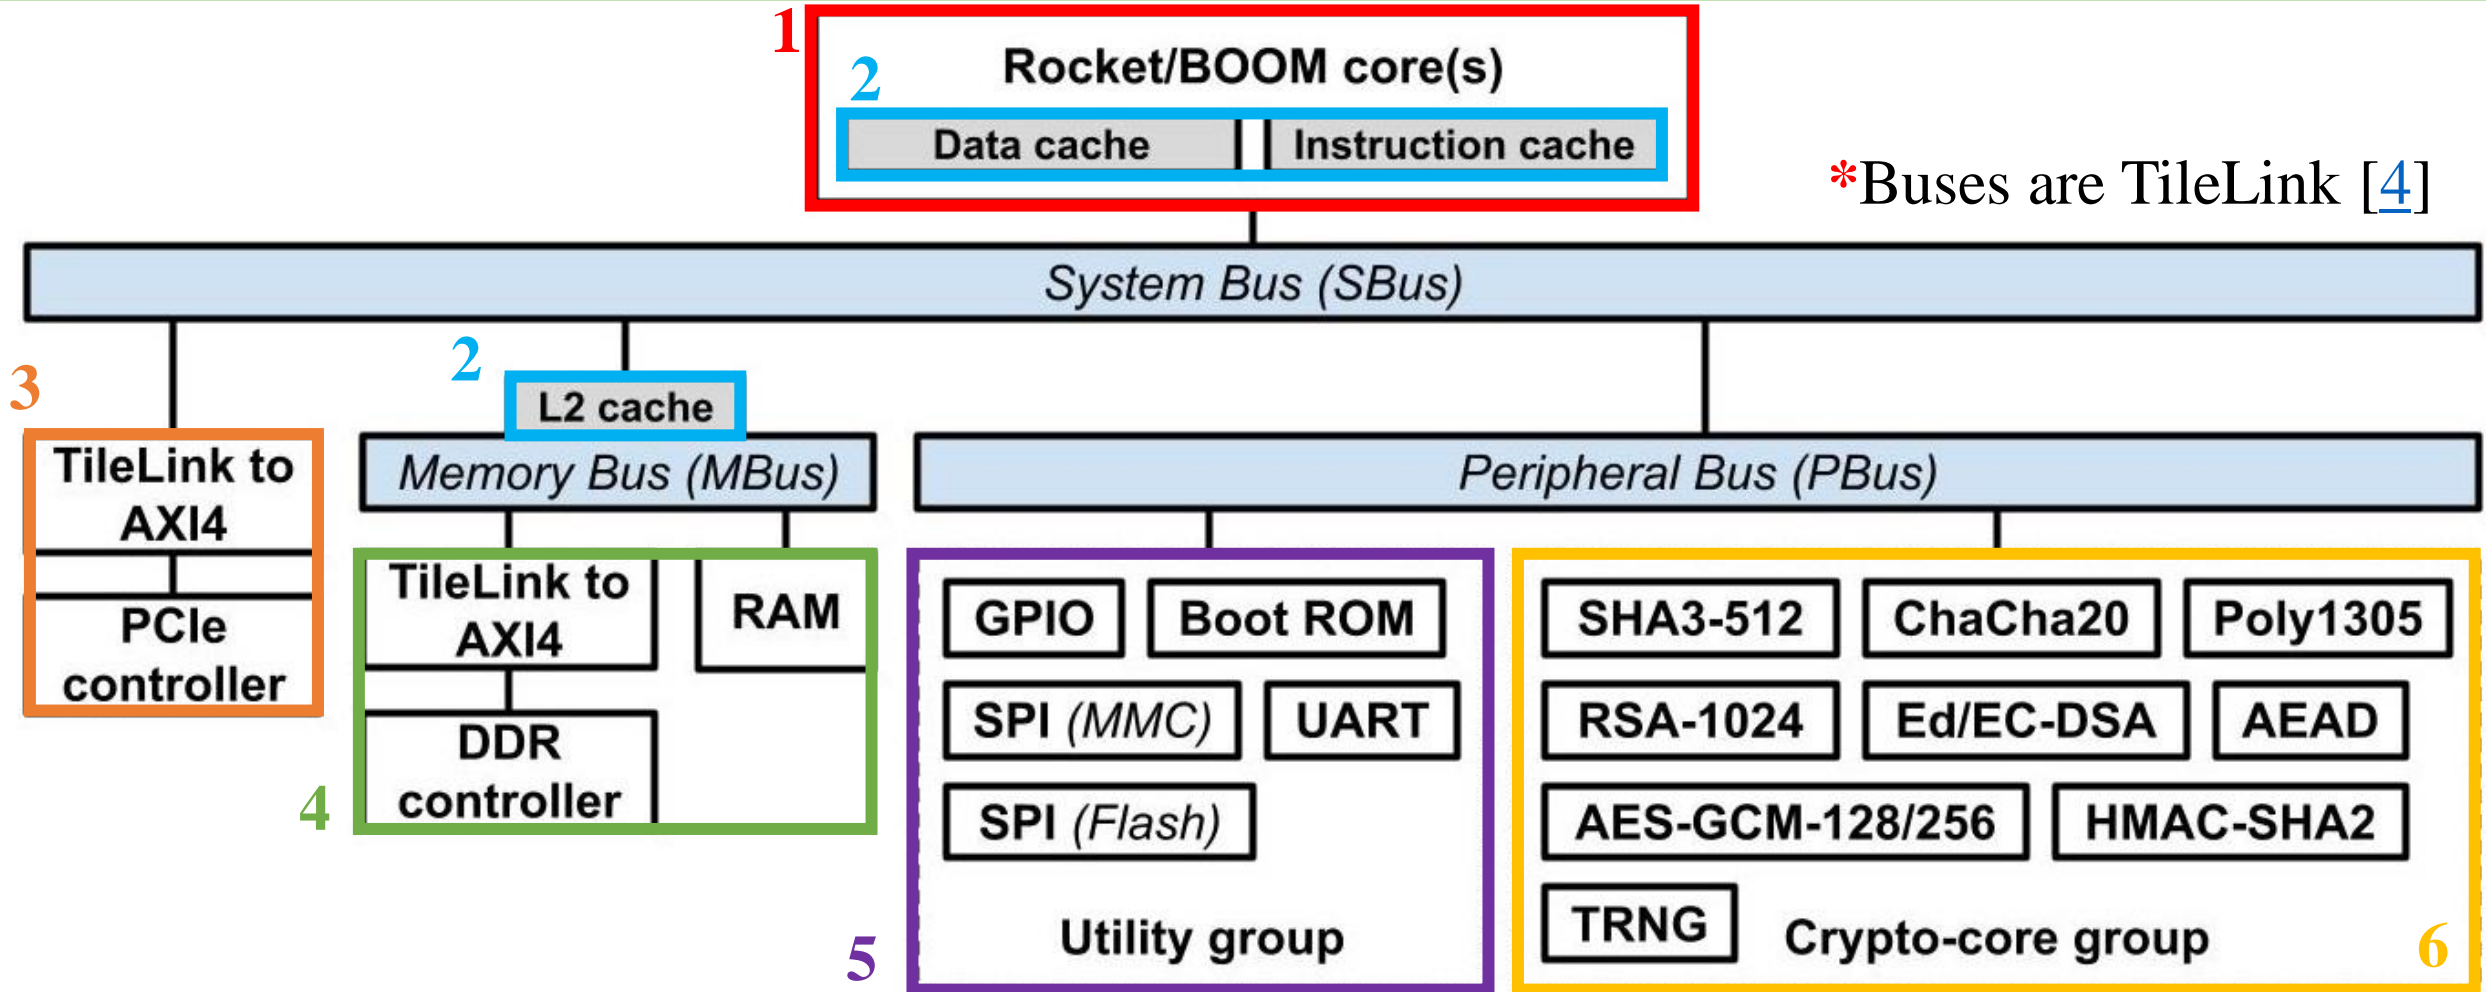 1
Rocket/BOOM core(s)
2
Data cache
Instruction cache
*Buses are TileLink [4]
System Bus (SBus)
3
TileLink to
AXI4
PCIe
controller
2
L2 cache
Memory Bus (MBus)
4
TileLink to
AXI4
RAM
DDR
controller
Peripheral Bus (PBus)
5
GPIO
Boot ROM
SPI (MMC)
UART
SPI (Flash)
Utility group
SHA3-512
ChaCha20
Poly1305
RSA-1024
Ed/EC-DSA
AEAD
AES-GCM-128/256
HMAC-SHA2
TRNG
Crypto-core group
6